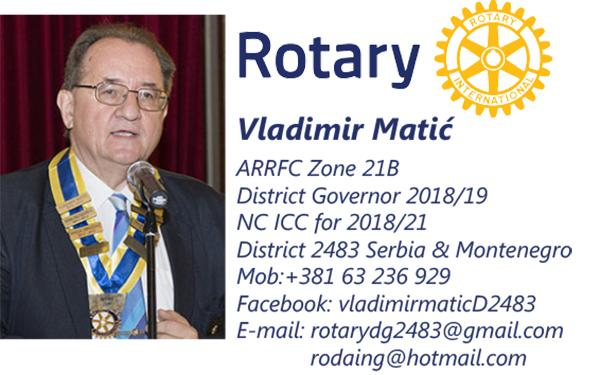 Rotary
ROTARY
INTERNATIONAL
Vladimir Matić
ARRFC Zone 21B
District Governor 2018/19
NC ICC for 2018/21
District 2483 Serbia & Montenegro
Mob:+381 63 236 929
Facebook: vladimirmaticD2483
E-mail: rotarydg2483@gmail.com
rodaing@hotmail.com